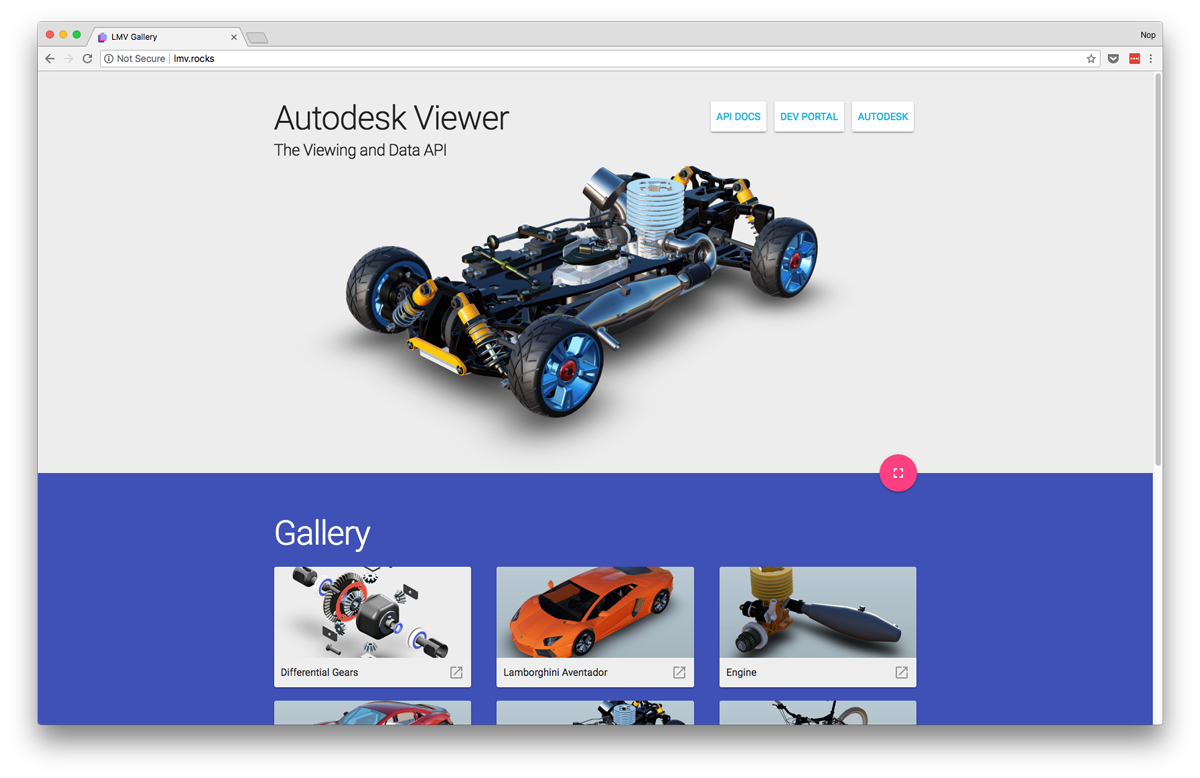 LMV Gallery
Nop
Not Secure
lmv.rocks
Autodesk Viewer
The Viewing and Data API
API DOCS
DEV PORTAL
AUTODESK
Gallery
Differential Gears
Lamborghini Aventador
Engine